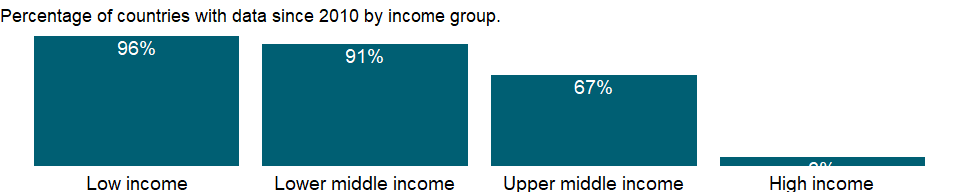 Percentage of countries with data since 2010 by income group.
96%
91%
67%
Low income
Lower middle income
Upper middle income
High income